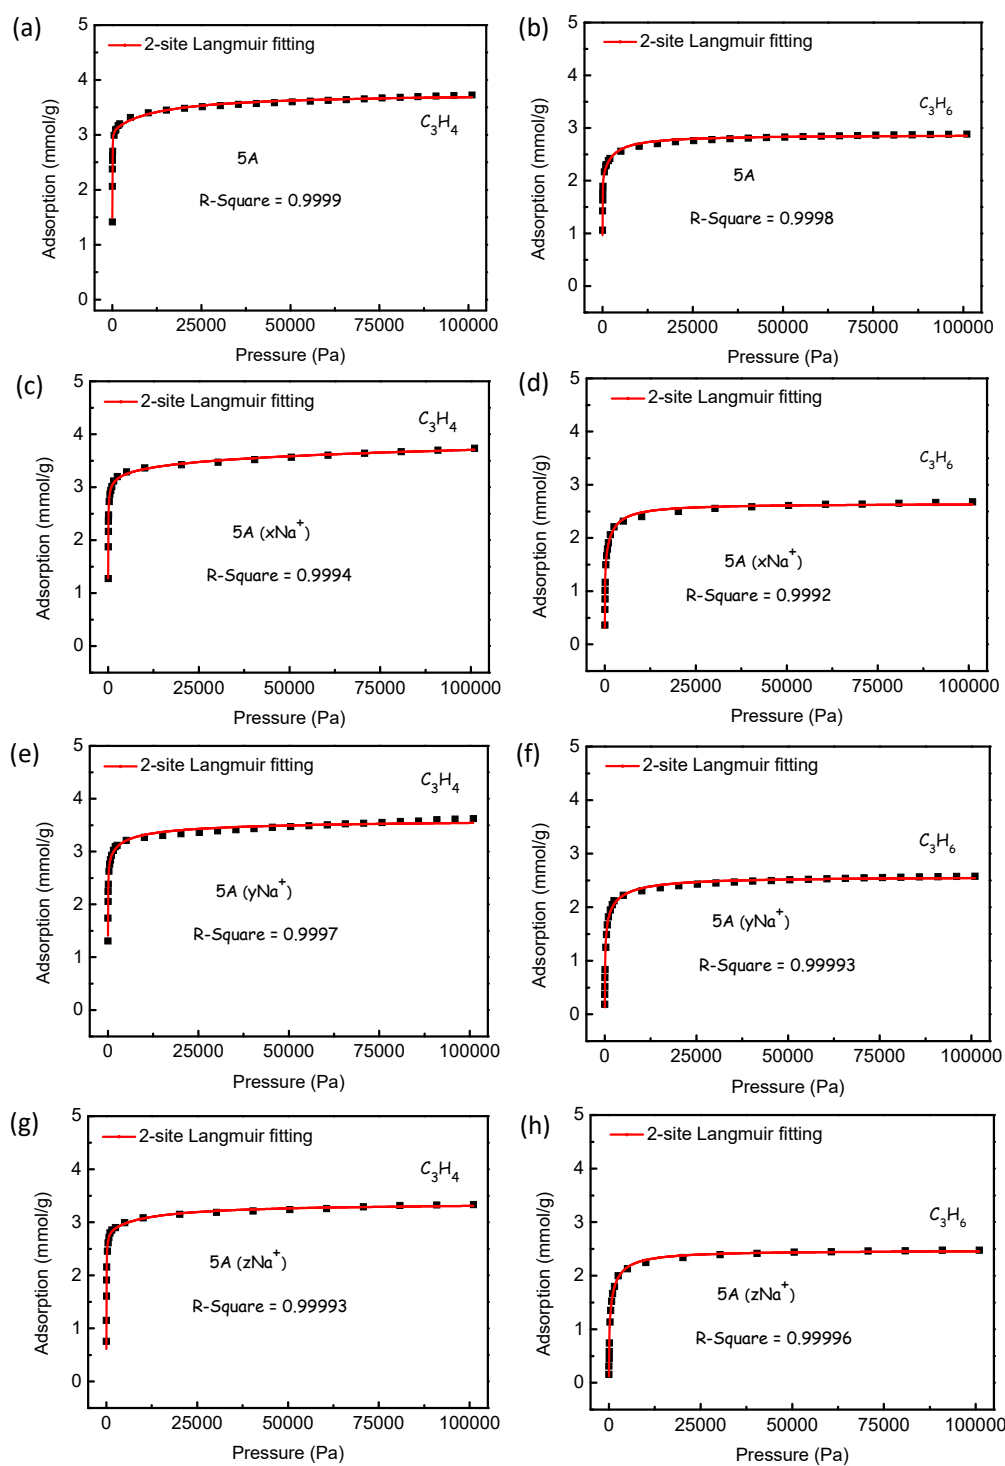 (a)
2-site Langmuir fitting
C₃H₄
5A
R-Square = 0.9999
5
4
3
2
1
0
Adsorption (mmol/g)
0 25000 50000 75000 100000
Pressure (Pa)
(b)
2-site Langmuir fitting
C₃H₆
5A
R-Square = 0.9998
5
4
3
2
1
0
Adsorption (mmol/g)
0 25000 50000 75000 100000
Pressure (Pa)
(c)
2-site Langmuir fitting
C₃H₄
5A (xNa⁺)
R-Square = 0.9994
5
4
3
2
1
0
Adsorption (mmol/g)
0 25000 50000 75000 100000
Pressure (Pa)
(d)
2-site Langmuir fitting
C₃H₆
5A (xNa⁺)
R-Square = 0.9992
5
4
3
2
1
0
Adsorption (mmol/g)
0 25000 50000 75000 100000
Pressure (Pa)
(e)
2-site Langmuir fitting
C₃H₄
5A (yNa⁺)
R-Square = 0.9997
5
4
3
2
1
0
Adsorption (mmol/g)
0 25000 50000 75000 100000
Pressure (Pa)
(f)
2-site Langmuir fitting
C₃H₆
5A (yNa⁺)
R-Square = 0.99993
5
4
3
2
1
0
Adsorption (mmol/g)
0 25000 50000 75000 100000
Pressure (Pa)
(g)
2-site Langmuir fitting
C₃H₄
5A (zNa⁺)
R-Square = 0.99993
5
4
3
2
1
0
Adsorption (mmol/g)
0 25000 50000 75000 100000
Pressure (Pa)
(h)
2-site Langmuir fitting
C₃H₆
5A (zNa⁺)
R-Square = 0.99996
5
4
3
2
1
0
Adsorption (mmol/g)
0 25000 50000 75000 100000
Pressure (Pa)